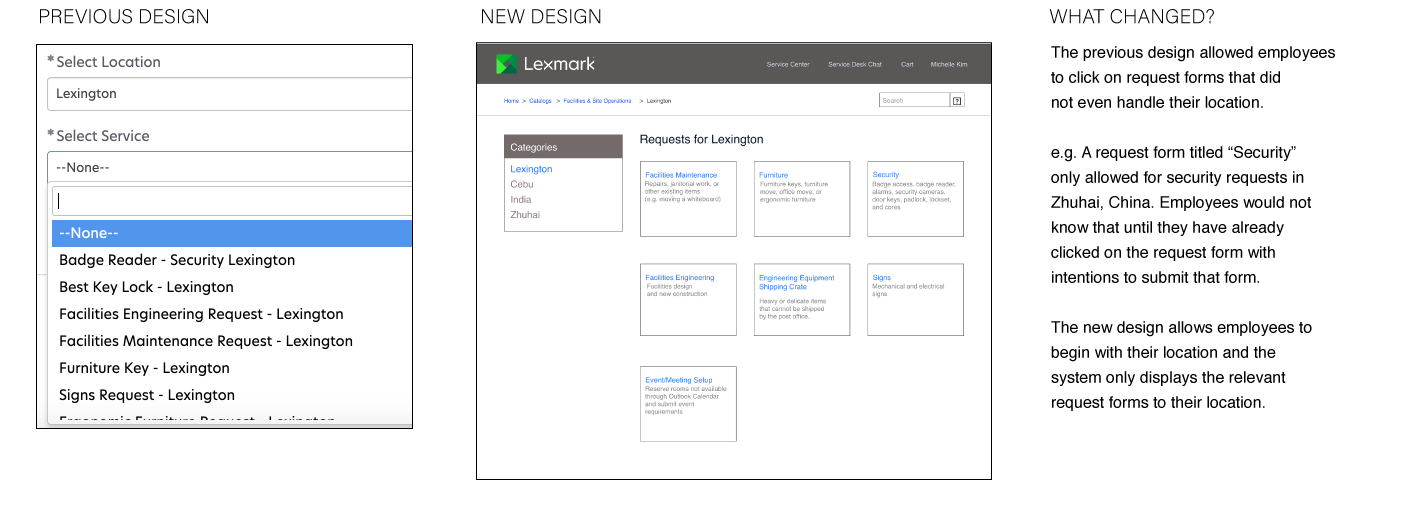 PREVIOUS DESIGN
*Select Location
Lexington
*Select Service
--None--
--None--
Badge Reader - Security Lexington
Best Key Lock - Lexington
Facilities Engineering Request - Lexington
Facilities Maintenance Request - Lexington
Furniture Key - Lexington
Signs Request - Lexington
Ergonomic Furniture Request - Lexington
NEW DESIGN
Lexmark
Service Center Service Desk Chat Cart Michelle Kim
Home > Catalogs > Facilities & Site Operations > Lexington
Search
?
Categories
Lexington
Cebu
India
Zhuhai
Requests for Lexington
Facilities Maintenance
Repairs, janitorial work, or
other existing items
(e.g. moving a whiteboard)
Furniture
Furniture keys, furniture
move, office move, or
ergonomic furniture
Security
Badge access, badge reader,
alarms, security cameras,
door keys, padlock, lockset,
and cores
Facilities Engineering
Facilities design
and new construction
Engineering Equipment
Shipping Crate
Heavy or delicate items
that cannot be shipped
by the post office.
Signs
Mechanical and electrical
signs
Event/Meeting Setup
Reserve rooms not available
through Outlook Calendar
and submit event
requirements
WHAT CHANGED?
The previous design allowed employees
to click on request forms that did
not even handle their location.
e.g. A request form titled “Security”
only allowed for security requests in
Zhuhai, China. Employees would not
know that until they have already
clicked on the request form with
intentions to submit that form.
The new design allows employees to
begin with their location and the
system only displays the relevant
request forms to their location.